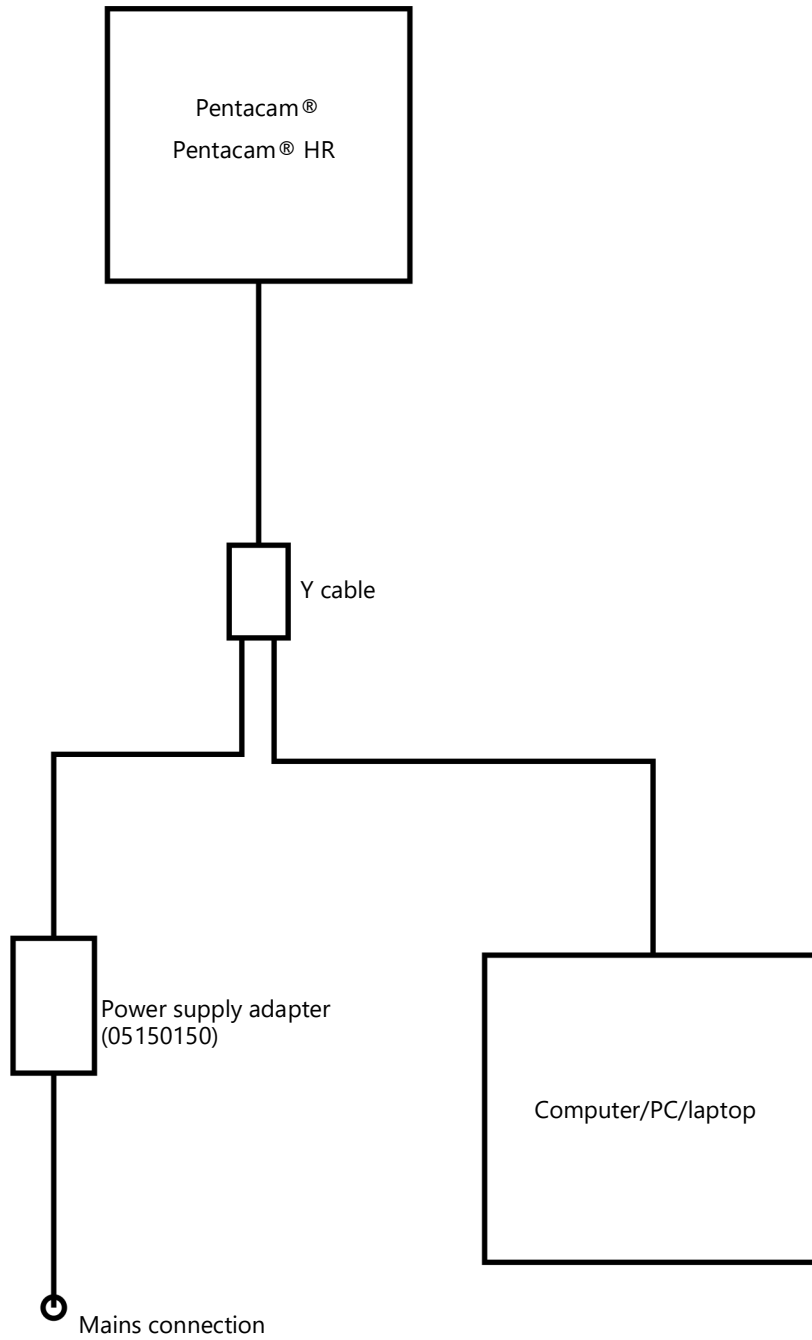 Pentacam®
Pentacam® HR
Y cable
Power supply adapter
(05150150)
Computer/PC/laptop
Mains connection